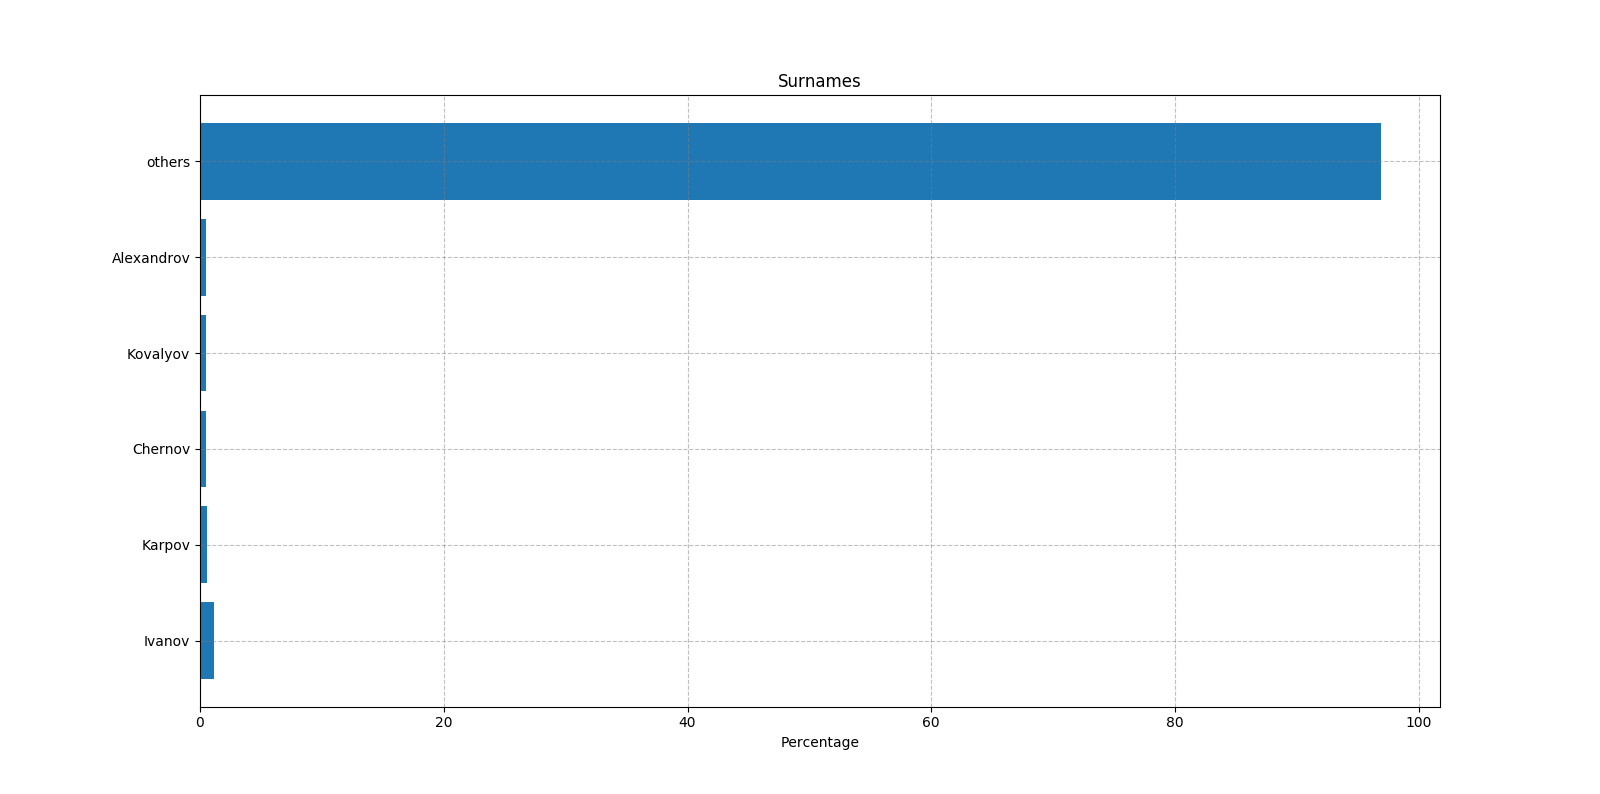 Surnames
others
Alexandrov
Kovalyov
Chernov
Karpov
Ivanov
0 20 40 60 80 100
Percentage